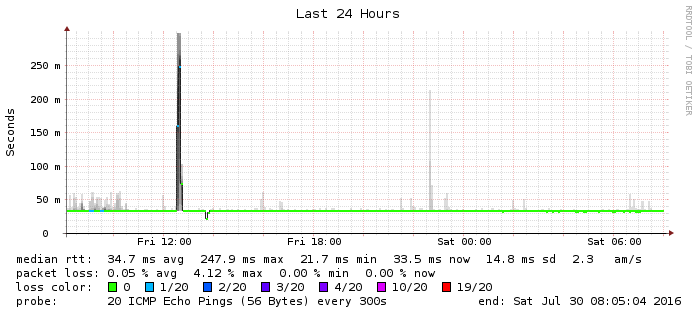 Last 24 Hours
RRDTOOL / TOBI OETIKER
Seconds
250 m
200 m
150 m
100 m
50 m
0
Fri 12:00 Fri 18:00 Sat 00:00 Sat 06:00
median rtt: 34.7 ms avg 247.9 ms max 21.7 ms min 33.5 ms now 14.8 ms sd 2.3 am/s
packet loss: 0.05 % avg 4.12 % max 0.00 % min 0.00 % now
loss color: 0 1/20 2/20 3/20 4/20 10/20 19/20
probe: 20 ICMP Echo Pings (56 Bytes) every 300s end: Sat Jul 30 08:05:04 2016